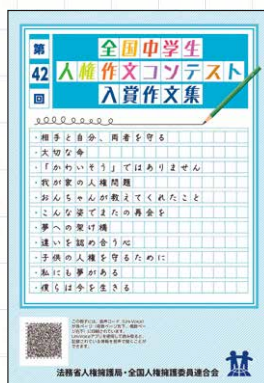 第42回
全国中学生
人権作文コンテスト
入賞作文集
・相手と自分、両者を守る
・大切な命
・「かわいそう」ではありません
・我が家の人権問題
・おんちゃんが教えてくれたこと
・こんな姿でまたの再会を
・夢への架け橋
・違いを認め合う心
・子供の人権を守るために
・私にも夢がある
・僕らは今を生きる
法務省人権擁護局・全国人権擁護委員連合会